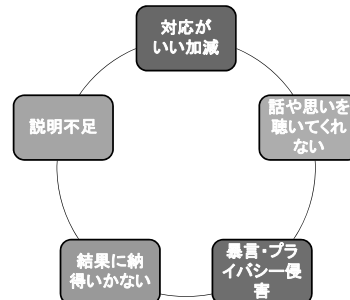 対応が
いい加減
話や思いを
聴いてくれ
ない
暴言・プラ
イバシー侵
害
結果に納
得いかない
説明不足